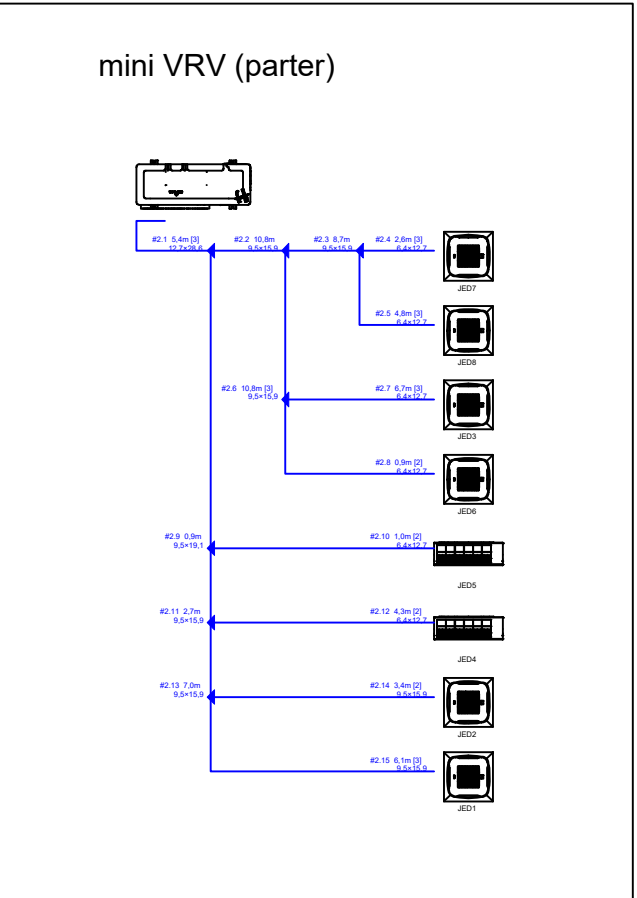 mini VRV (parter)
#2.1 5,4m [3]
12,7×28,6
#2.2 10,8m
9,5×15,9
#2.3 8,7m
9,5×15,9
#2.4 2,6m [3]
6,4×12,7
JED7
#2.5 4,8m [3]
6,4×12,7
JED8
#2.6 10,8m [3]
9,5×15,9
#2.7 6,7m [3]
6,4×12,7
JED3
#2.8 0,9m [2]
6,4×12,7
JED6
#2.9 0,9m
9,5×19,1
#2.10 1,0m [2]
6,4×12,7
JED5
#2.11 2,7m
9,5×15,9
#2.12 4,3m [2]
6,4×12,7
JED4
#2.13 7,0m
9,5×15,9
#2.14 3,4m [2]
9,5×15,9
JED2
#2.15 6,1m [3]
9,5×15,9
JED1